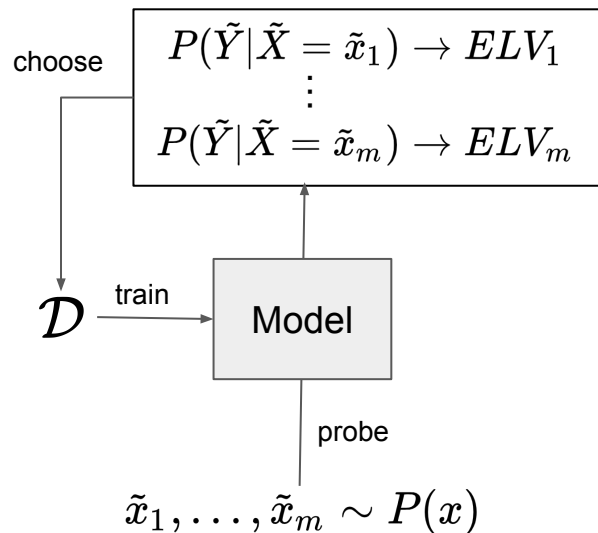 P(Ỹ|X̃ = x̃₁) → ELV₁
choose
⋮
P(Ỹ|X̃ = x̃ₘ) → ELVₘ
train
𝒟
Model
probe
x̃₁, . . . , x̃ₘ ∼ P(x)